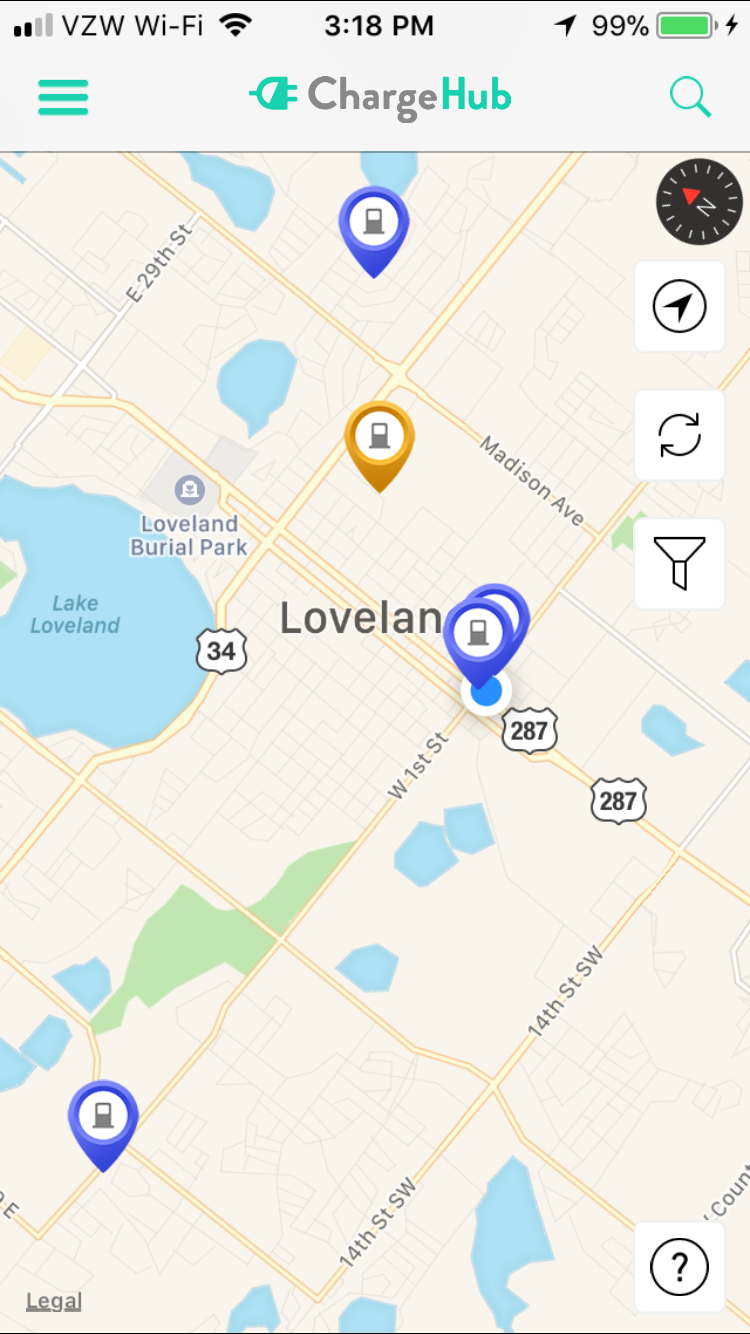 VZW Wi-Fi 3:18 PM 99%
ChargeHub
N
E 29th St
Madison Ave
Loveland
Burial Park
Lake
Loveland
Lovelan
34
287
W 1st St
287
14th St SW
14th St SW
County
E
?
Legal